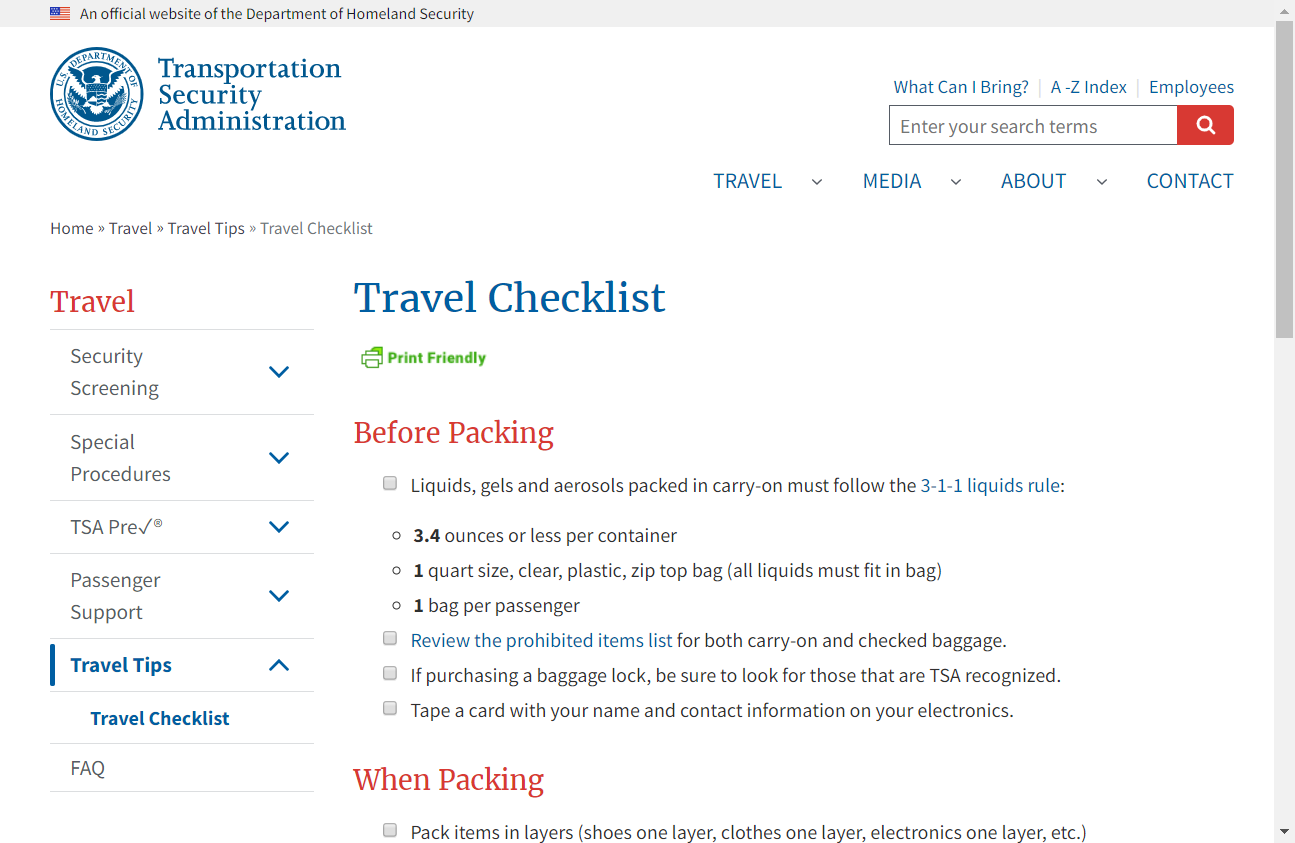 An official website of the Department of Homeland Security
U.S. DEPARTMENT OF HOMELAND SECURITY
Transportation
Security
Administration
What Can I Bring?
A -Z Index
Employees
Enter your search terms
TRAVEL
MEDIA
ABOUT
CONTACT
Home » Travel » Travel Tips » Travel Checklist
Travel
Security
Screening
Special
Procedures
TSA Pre✓®
Passenger
Support
Travel Tips
Travel Checklist
FAQ
Travel Checklist
Print Friendly
Before Packing
Liquids, gels and aerosols packed in carry-on must follow the 3-1-1 liquids rule:
3.4 ounces or less per container
1 quart size, clear, plastic, zip top bag (all liquids must fit in bag)
1 bag per passenger
Review the prohibited items list for both carry-on and checked baggage.
If purchasing a baggage lock, be sure to look for those that are TSA recognized.
Tape a card with your name and contact information on your electronics.
When Packing
Pack items in layers (shoes one layer, clothes one layer, electronics one layer, etc.)